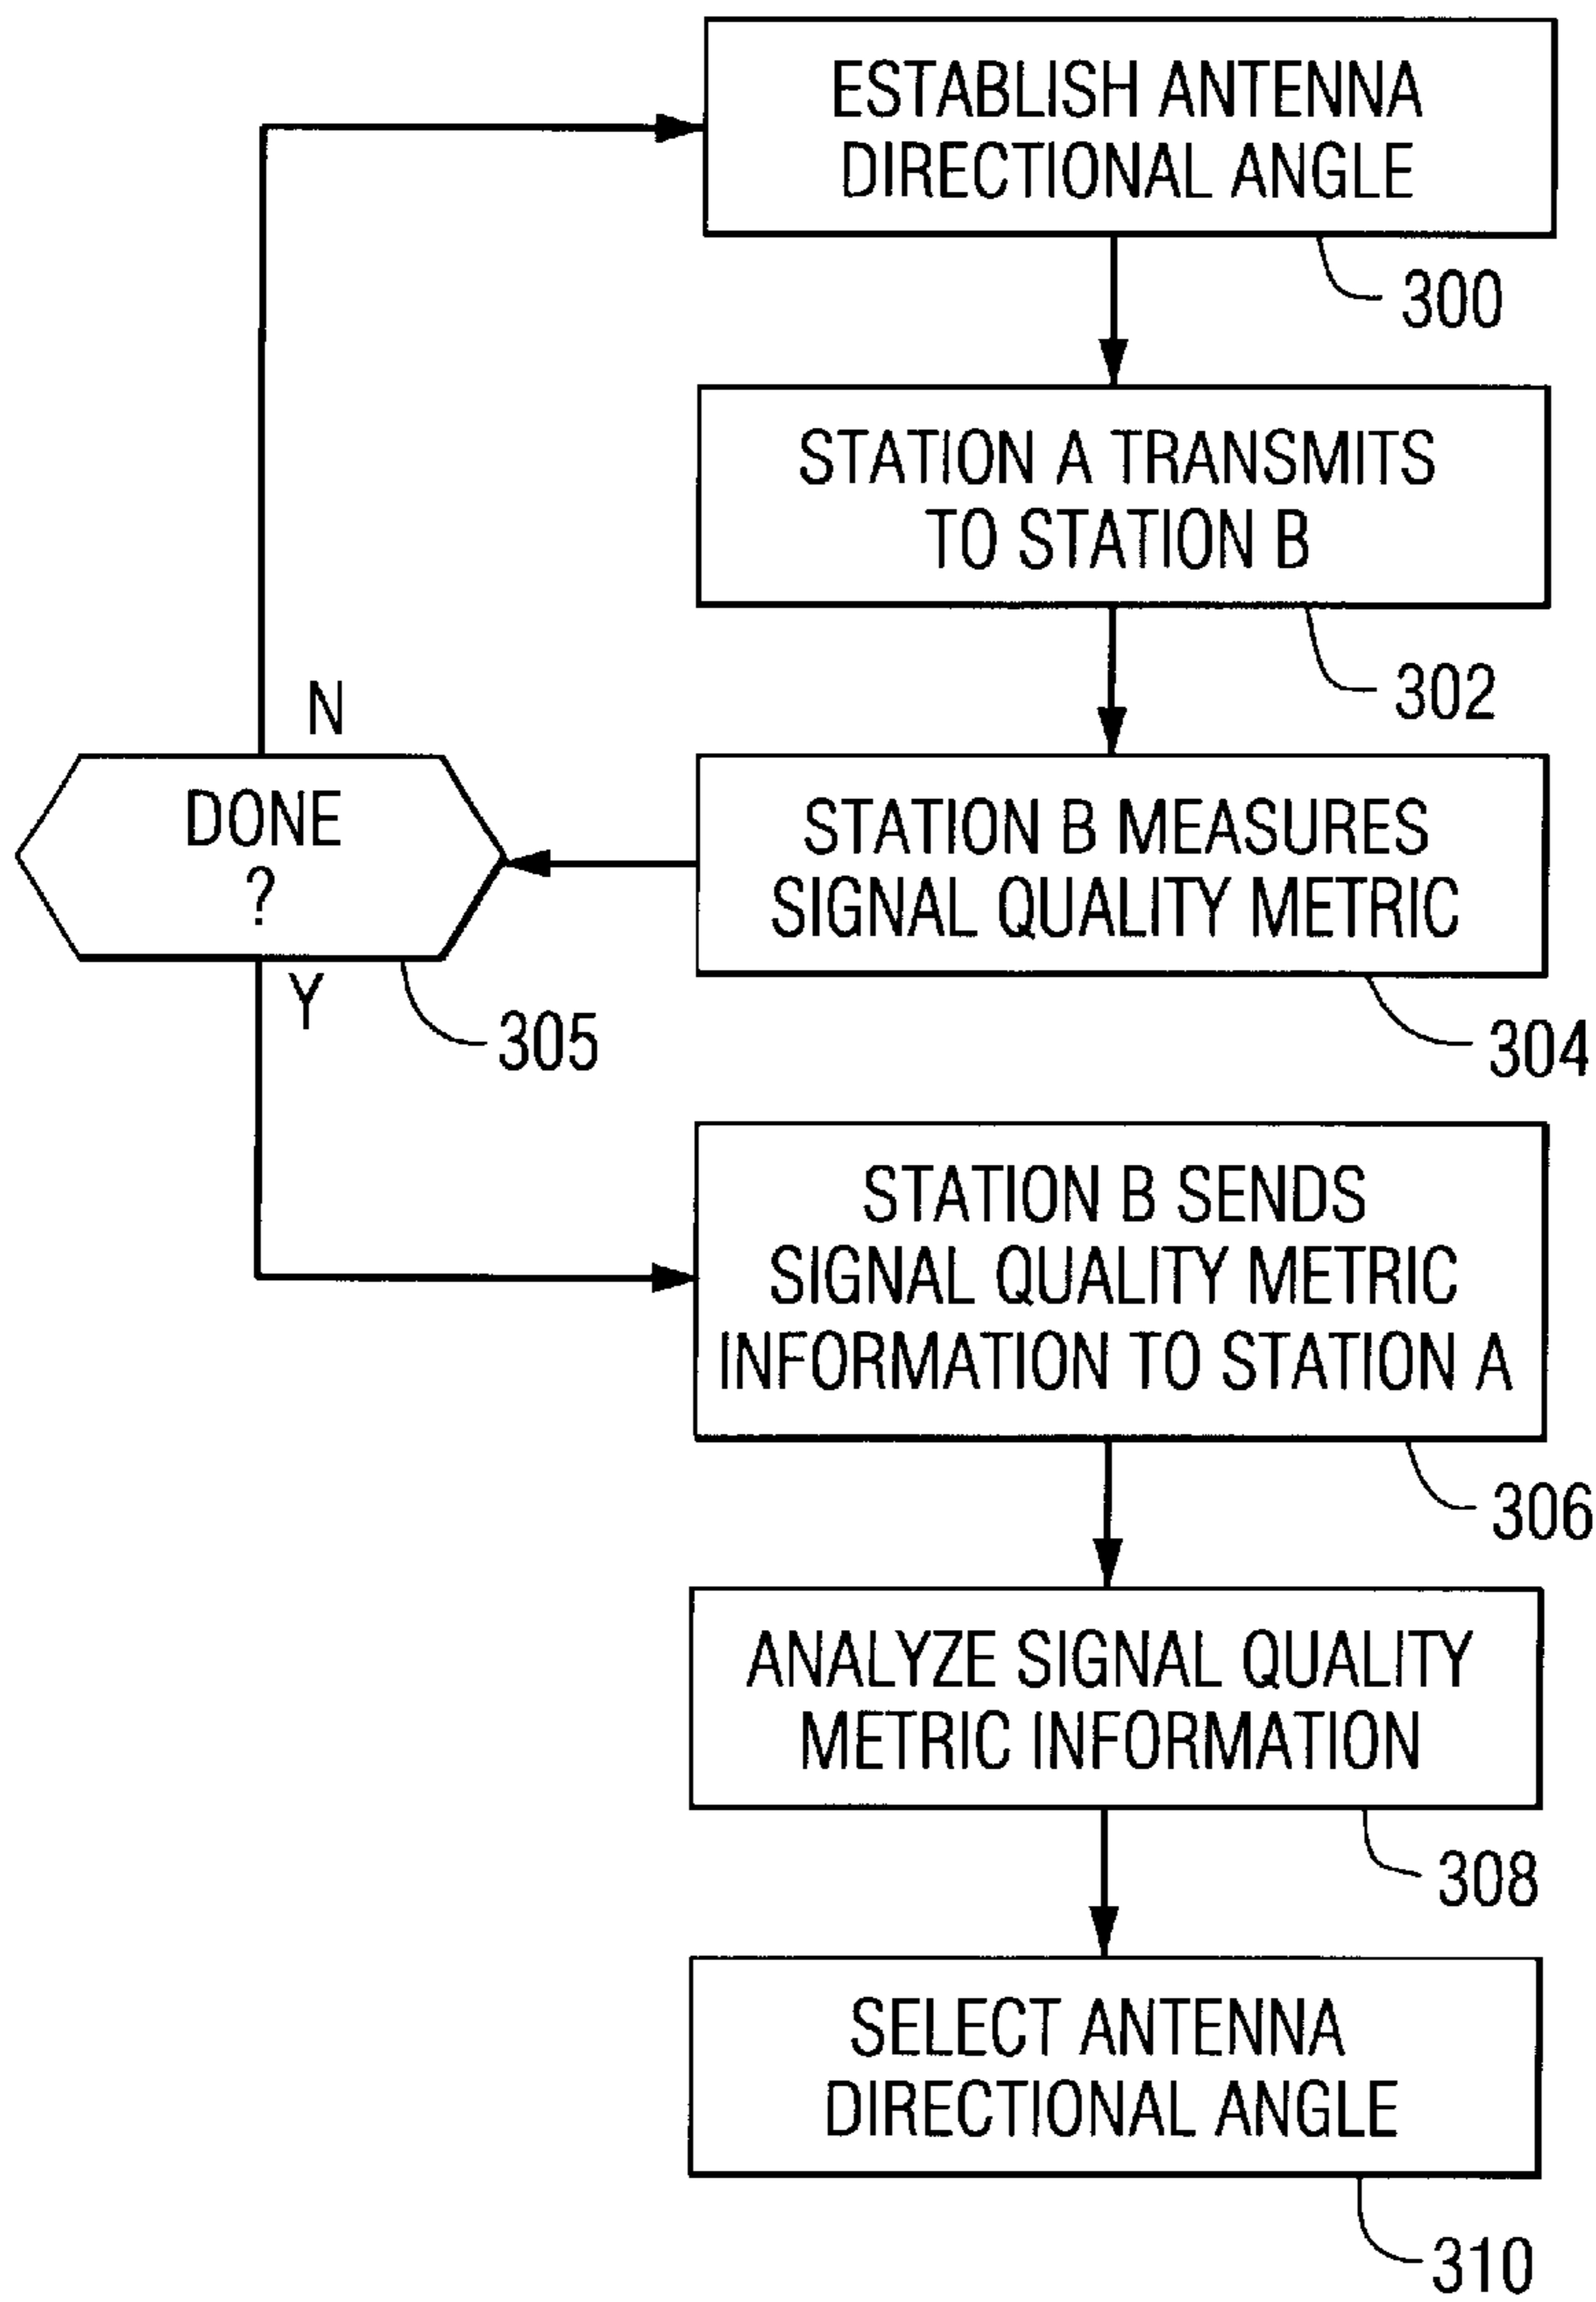 ESTABLISH ANTENNA
DIRECTIONAL ANGLE
300
STATION A TRANSMITS
TO STATION B
302
N
DONE
?
Y
305
STATION B MEASURES
SIGNAL QUALITY METRIC
304
STATION B SENDS
SIGNAL QUALITY METRIC
INFORMATION TO STATION A
306
ANALYZE SIGNAL QUALITY
METRIC INFORMATION
308
SELECT ANTENNA
DIRECTIONAL ANGLE
310